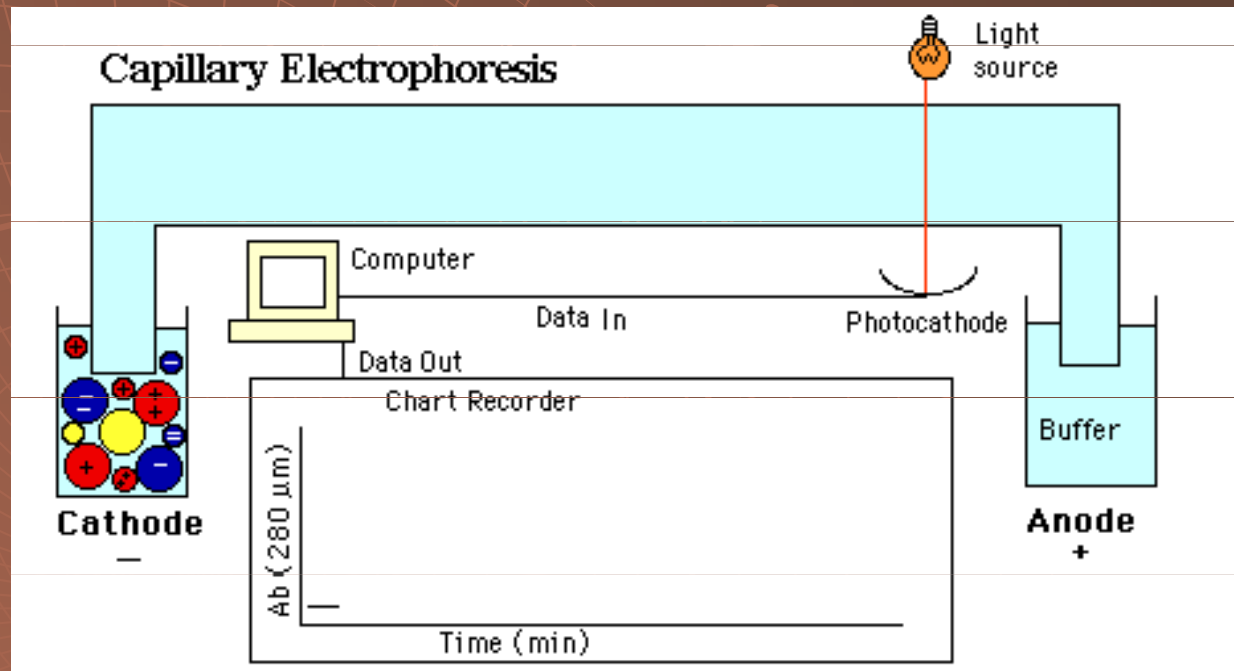 Capillary Electrophoresis
Light
source
Computer
Data In
Photocathode
Data Out
Chart Recorder
Buffer
Ab (280 µm)
Cathode
−
Anode
+
Time (min)